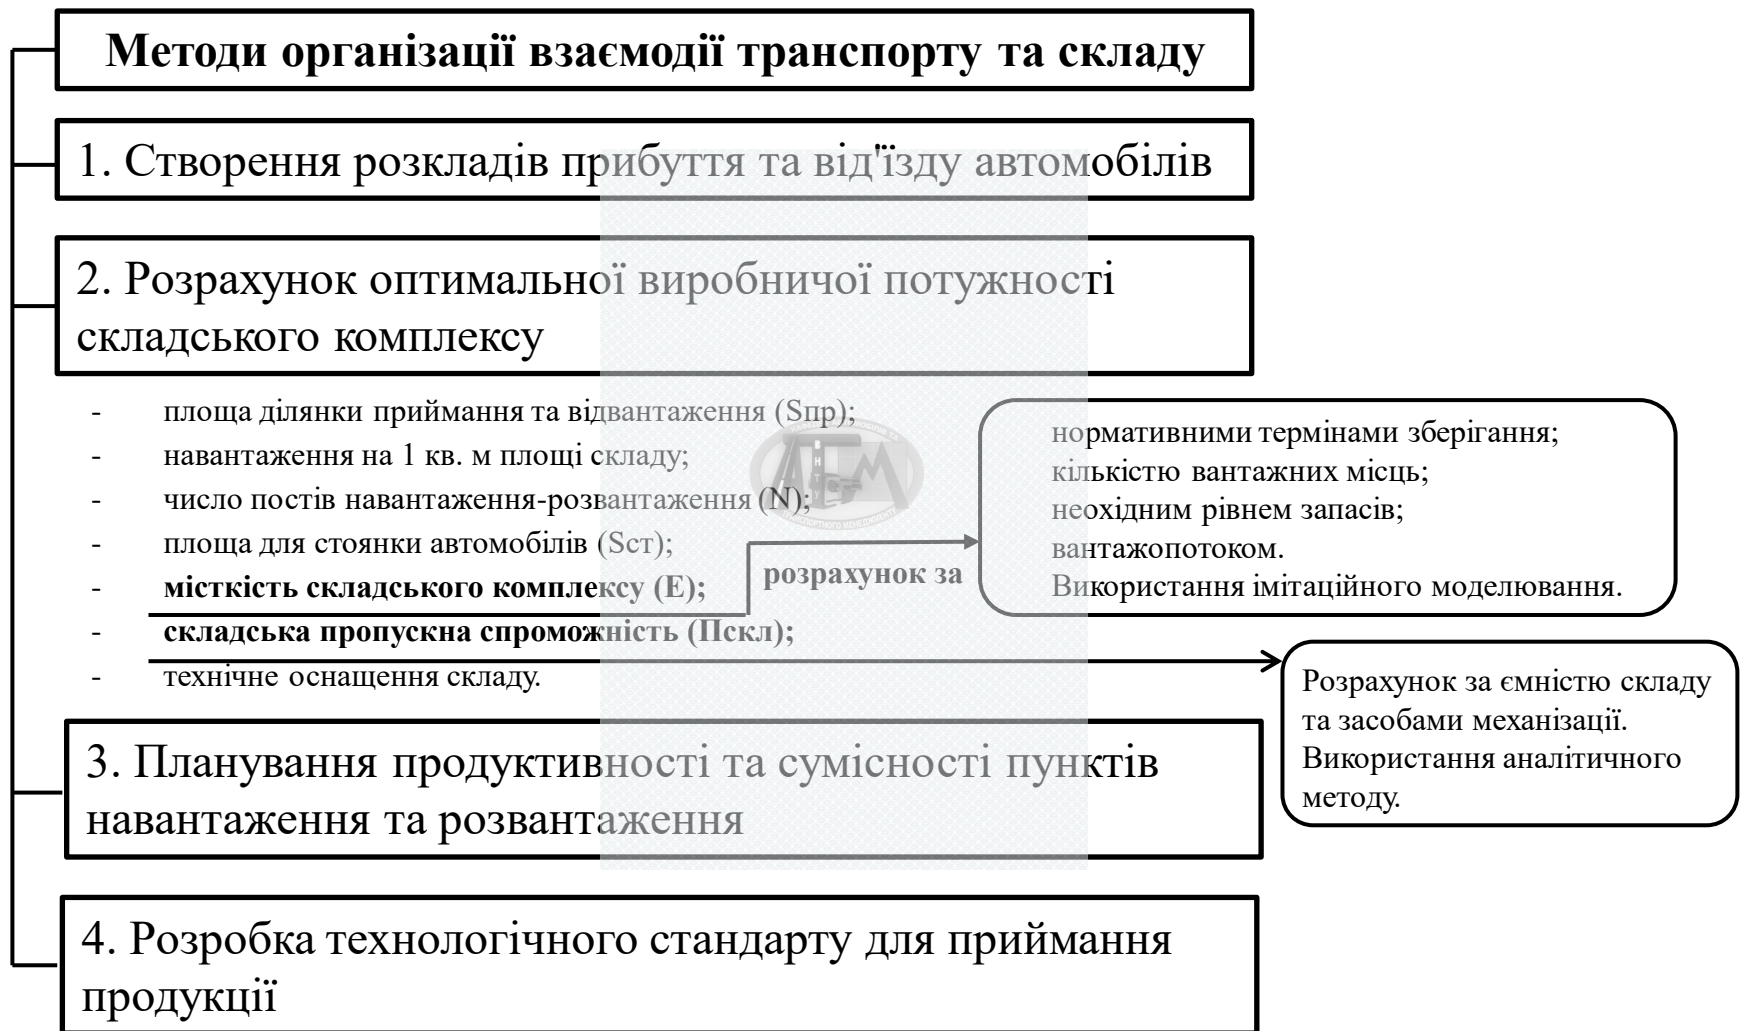 Методи організації взаємодії транспорту та складу
1. Створення розкладів прибуття та від'їзду автомобілів
2. Розрахунок оптимальної виробничої потужності
складського комплексу
- площа ділянки приймання та відвантаження (Sпр);
- навантаження на 1 кв. м площі складу;
- число постів навантаження-розвантаження (N);
- площа для стоянки автомобілів (Sст);
- місткість складського комплексу (Е);
- складська пропускна спроможність (Пскл);
- технічне оснащення складу.
розрахунок за
нормативними термінами зберігання;
кількістю вантажних місць;
неохідним рівнем запасів;
вантажопотоком.
Використання імітаційного моделювання.
Розрахунок за ємністю складу
та засобами механізації.
Використання аналітичного
методу.
3. Планування продуктивності та сумісності пунктів
навантаження та розвантаження
4. Розробка технологічного стандарту для приймання
продукції